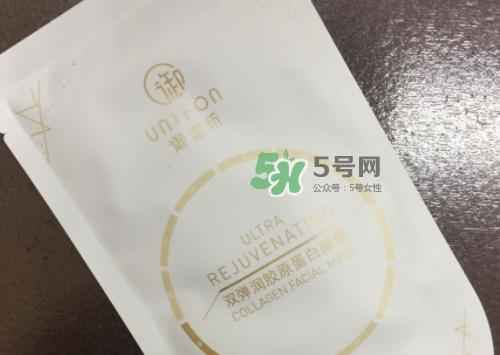 御
UNIFON
御泥坊
5号网
公众号：5号女性
5H
ULTRA
REJUVENATING
双弹润胶原蛋白面膜
COLLAGEN FACIAL MASK